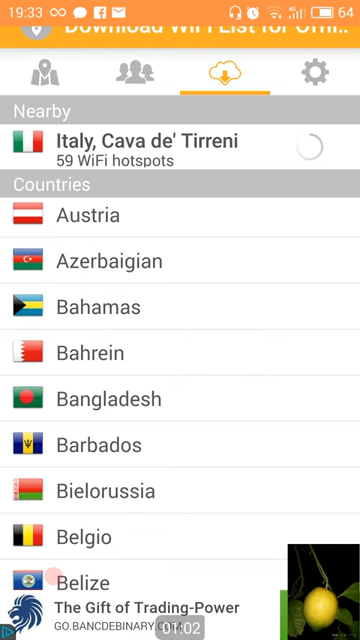 19:33
64
Download WiFi List for Offli...
Nearby
Italy, Cava de' Tirreni
59 WiFi hotspots
Countries
Austria
Azerbaigian
Bahamas
Bahrein
Bangladesh
Barbados
Bielorussia
Belgio
Belize
The Gift of Trading-Power
GO.BANCDEBINARY.COM
01:02